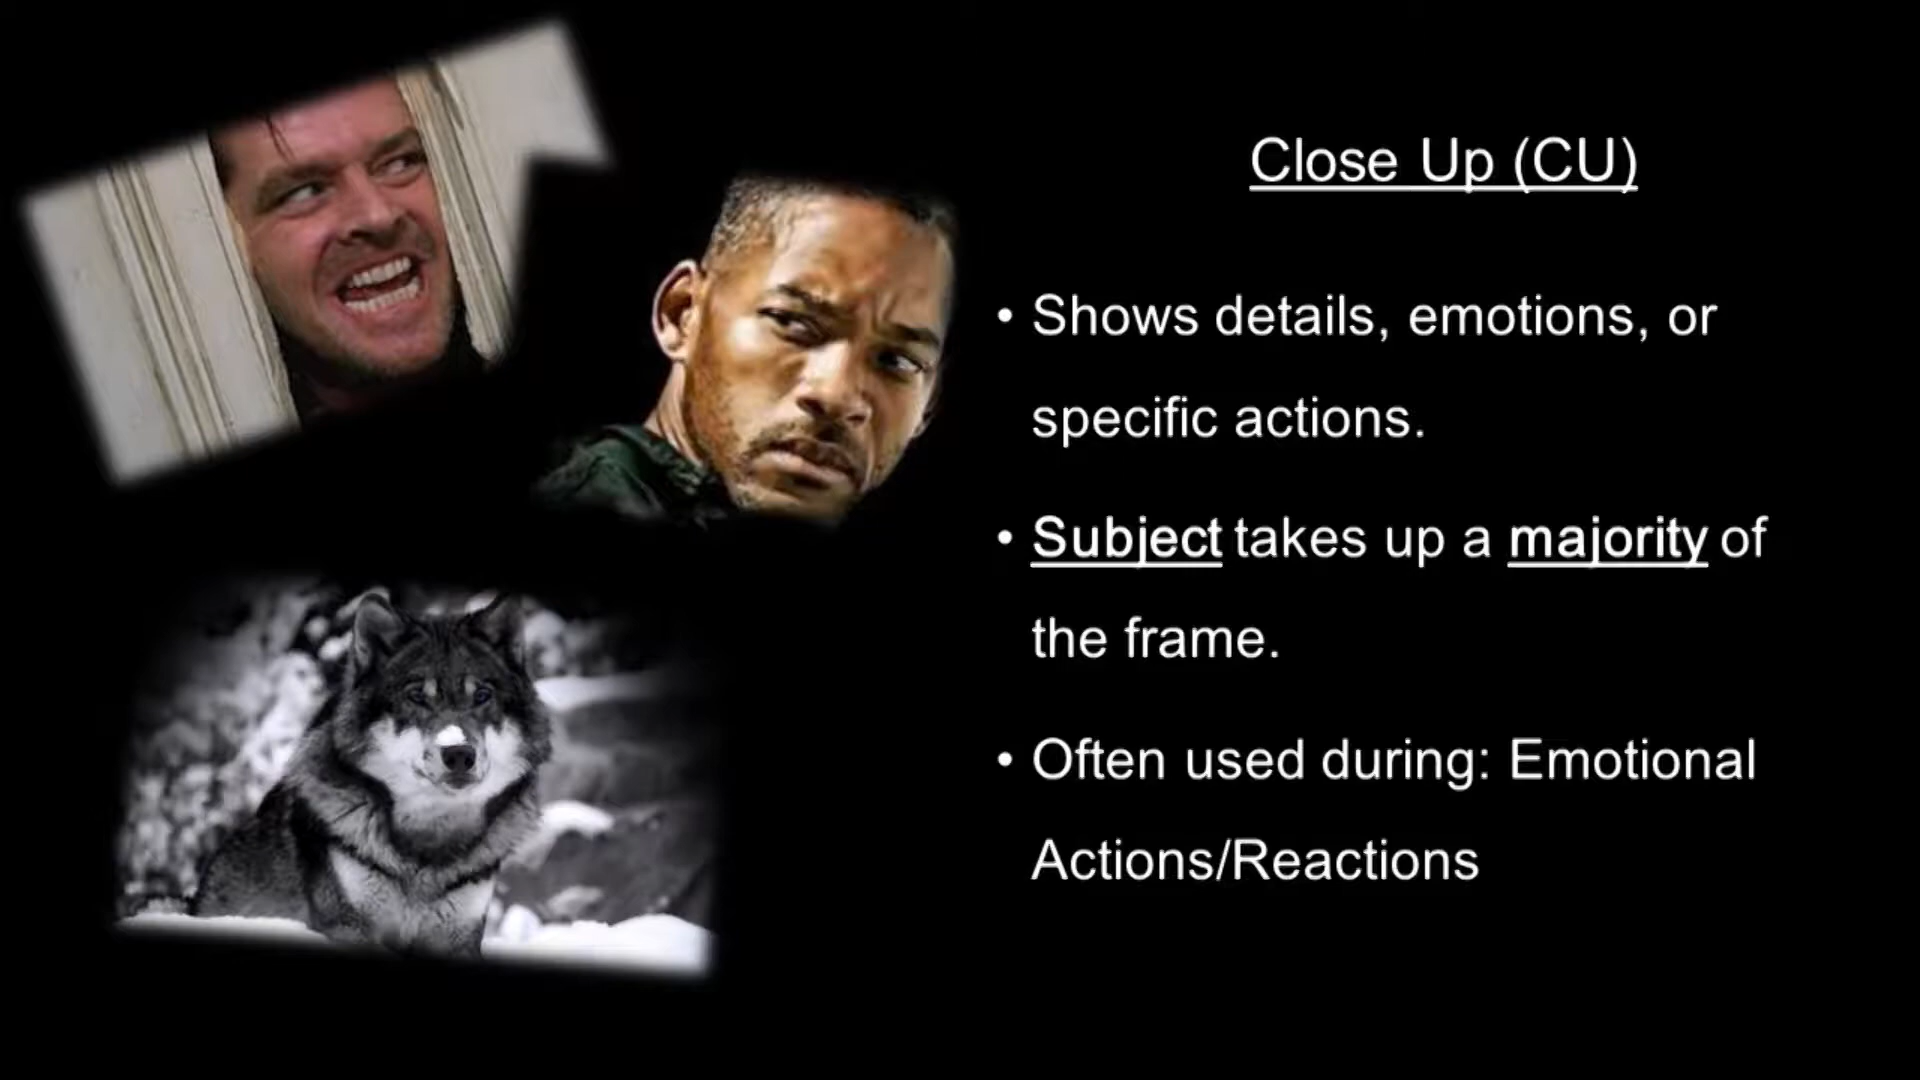 Close Up (CU)
• Shows details, emotions, or
specific actions.
• Subject takes up a majority of
the frame.
• Often used during: Emotional
Actions/Reactions